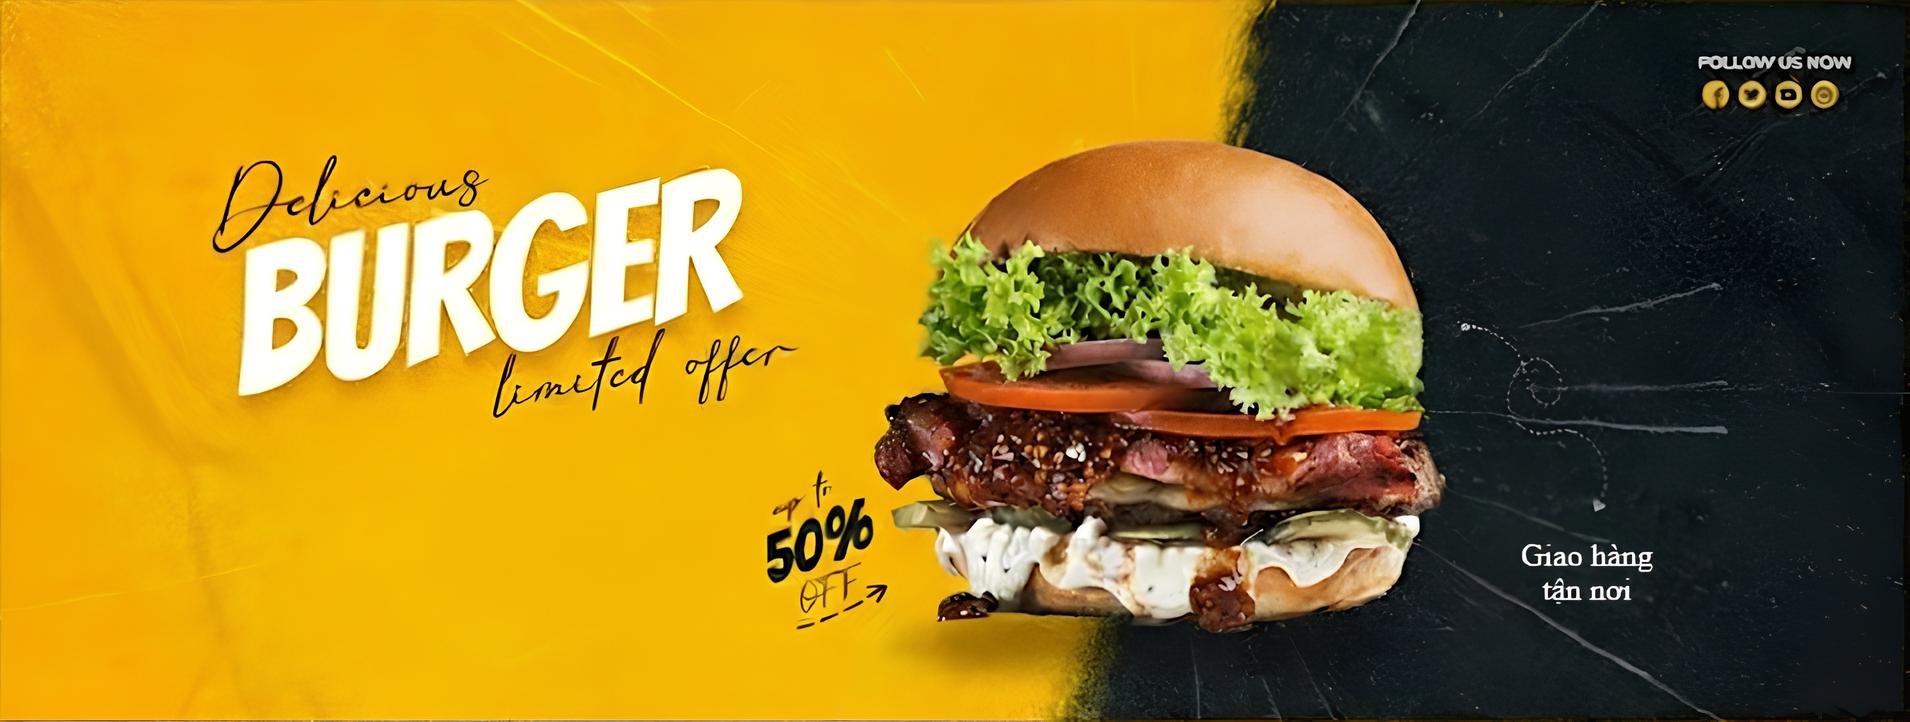 Delicious
BURGER
limited offer
up to
50%
OFF
FOLLOW US NOW
Giao hàng
tận nơi